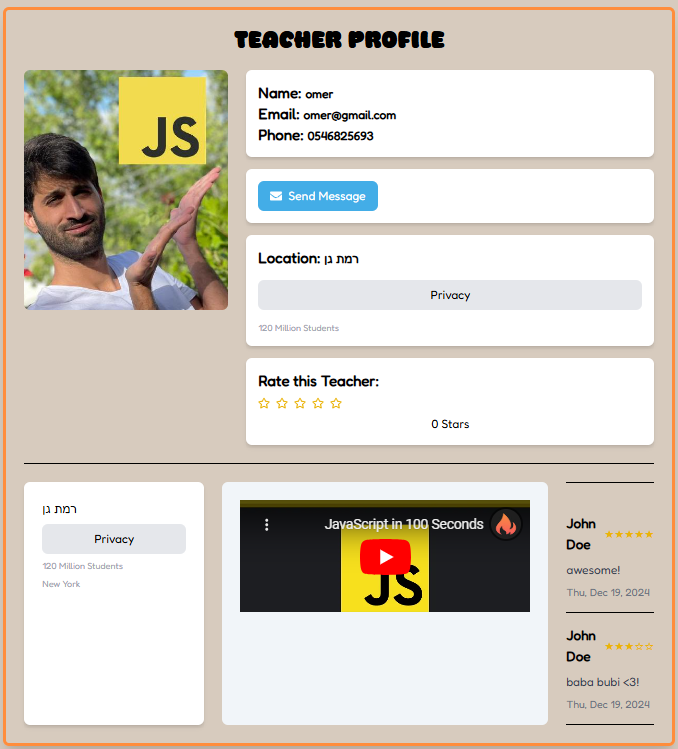 TEACHER PROFILE
JS
Name: omer
Email: omer@gmail.com
Phone: 0546825693
Send Message
Location: רמת גן
Privacy
120 Million Students
Rate this Teacher:
0 Stars
רמת גן
Privacy
120 Million Students
New York
JavaScript in 100 Seconds
JS
John Doe
★★★★★
awesome!
Thu, Dec 19, 2024
John Doe
★★★☆☆
baba bubi <3!
Thu, Dec 19, 2024